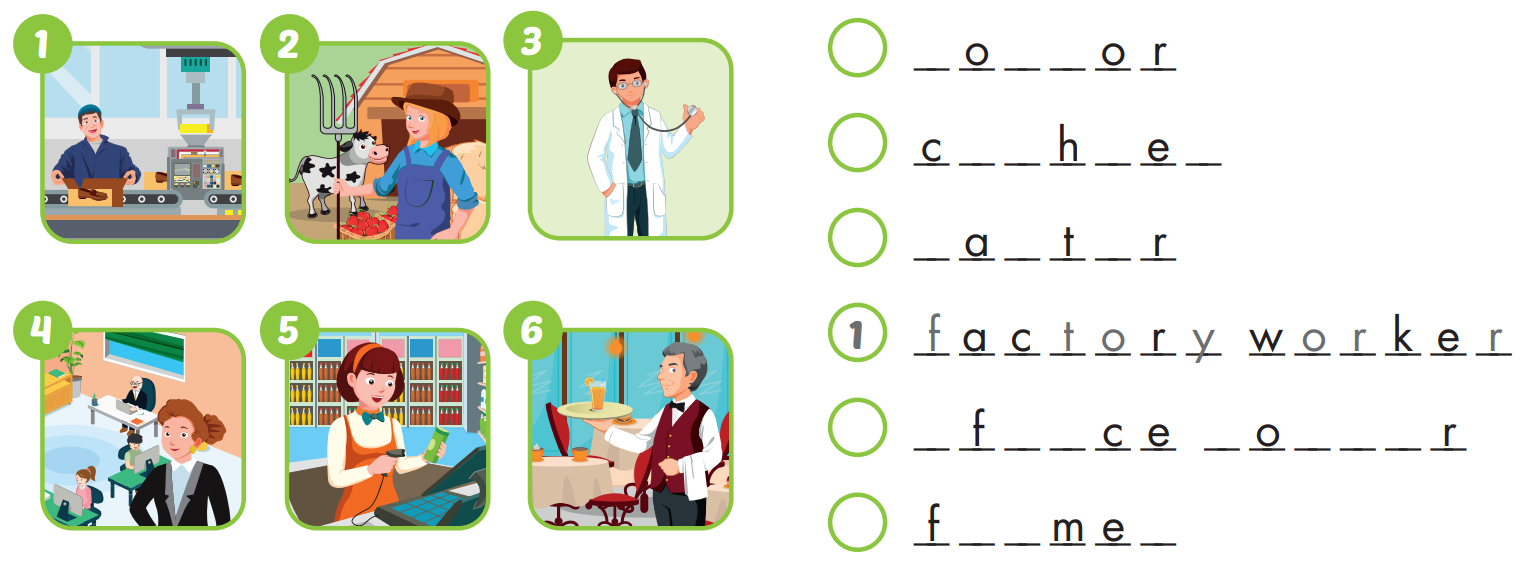 1
2
3
4
5
6
_ o _ _ o r
c _ _ h _ e _
_ a _ t _ r
1 f a c t o r y w o r k e r
_ f _ _ c e _ o _ _ _ r
f _ _ m e _